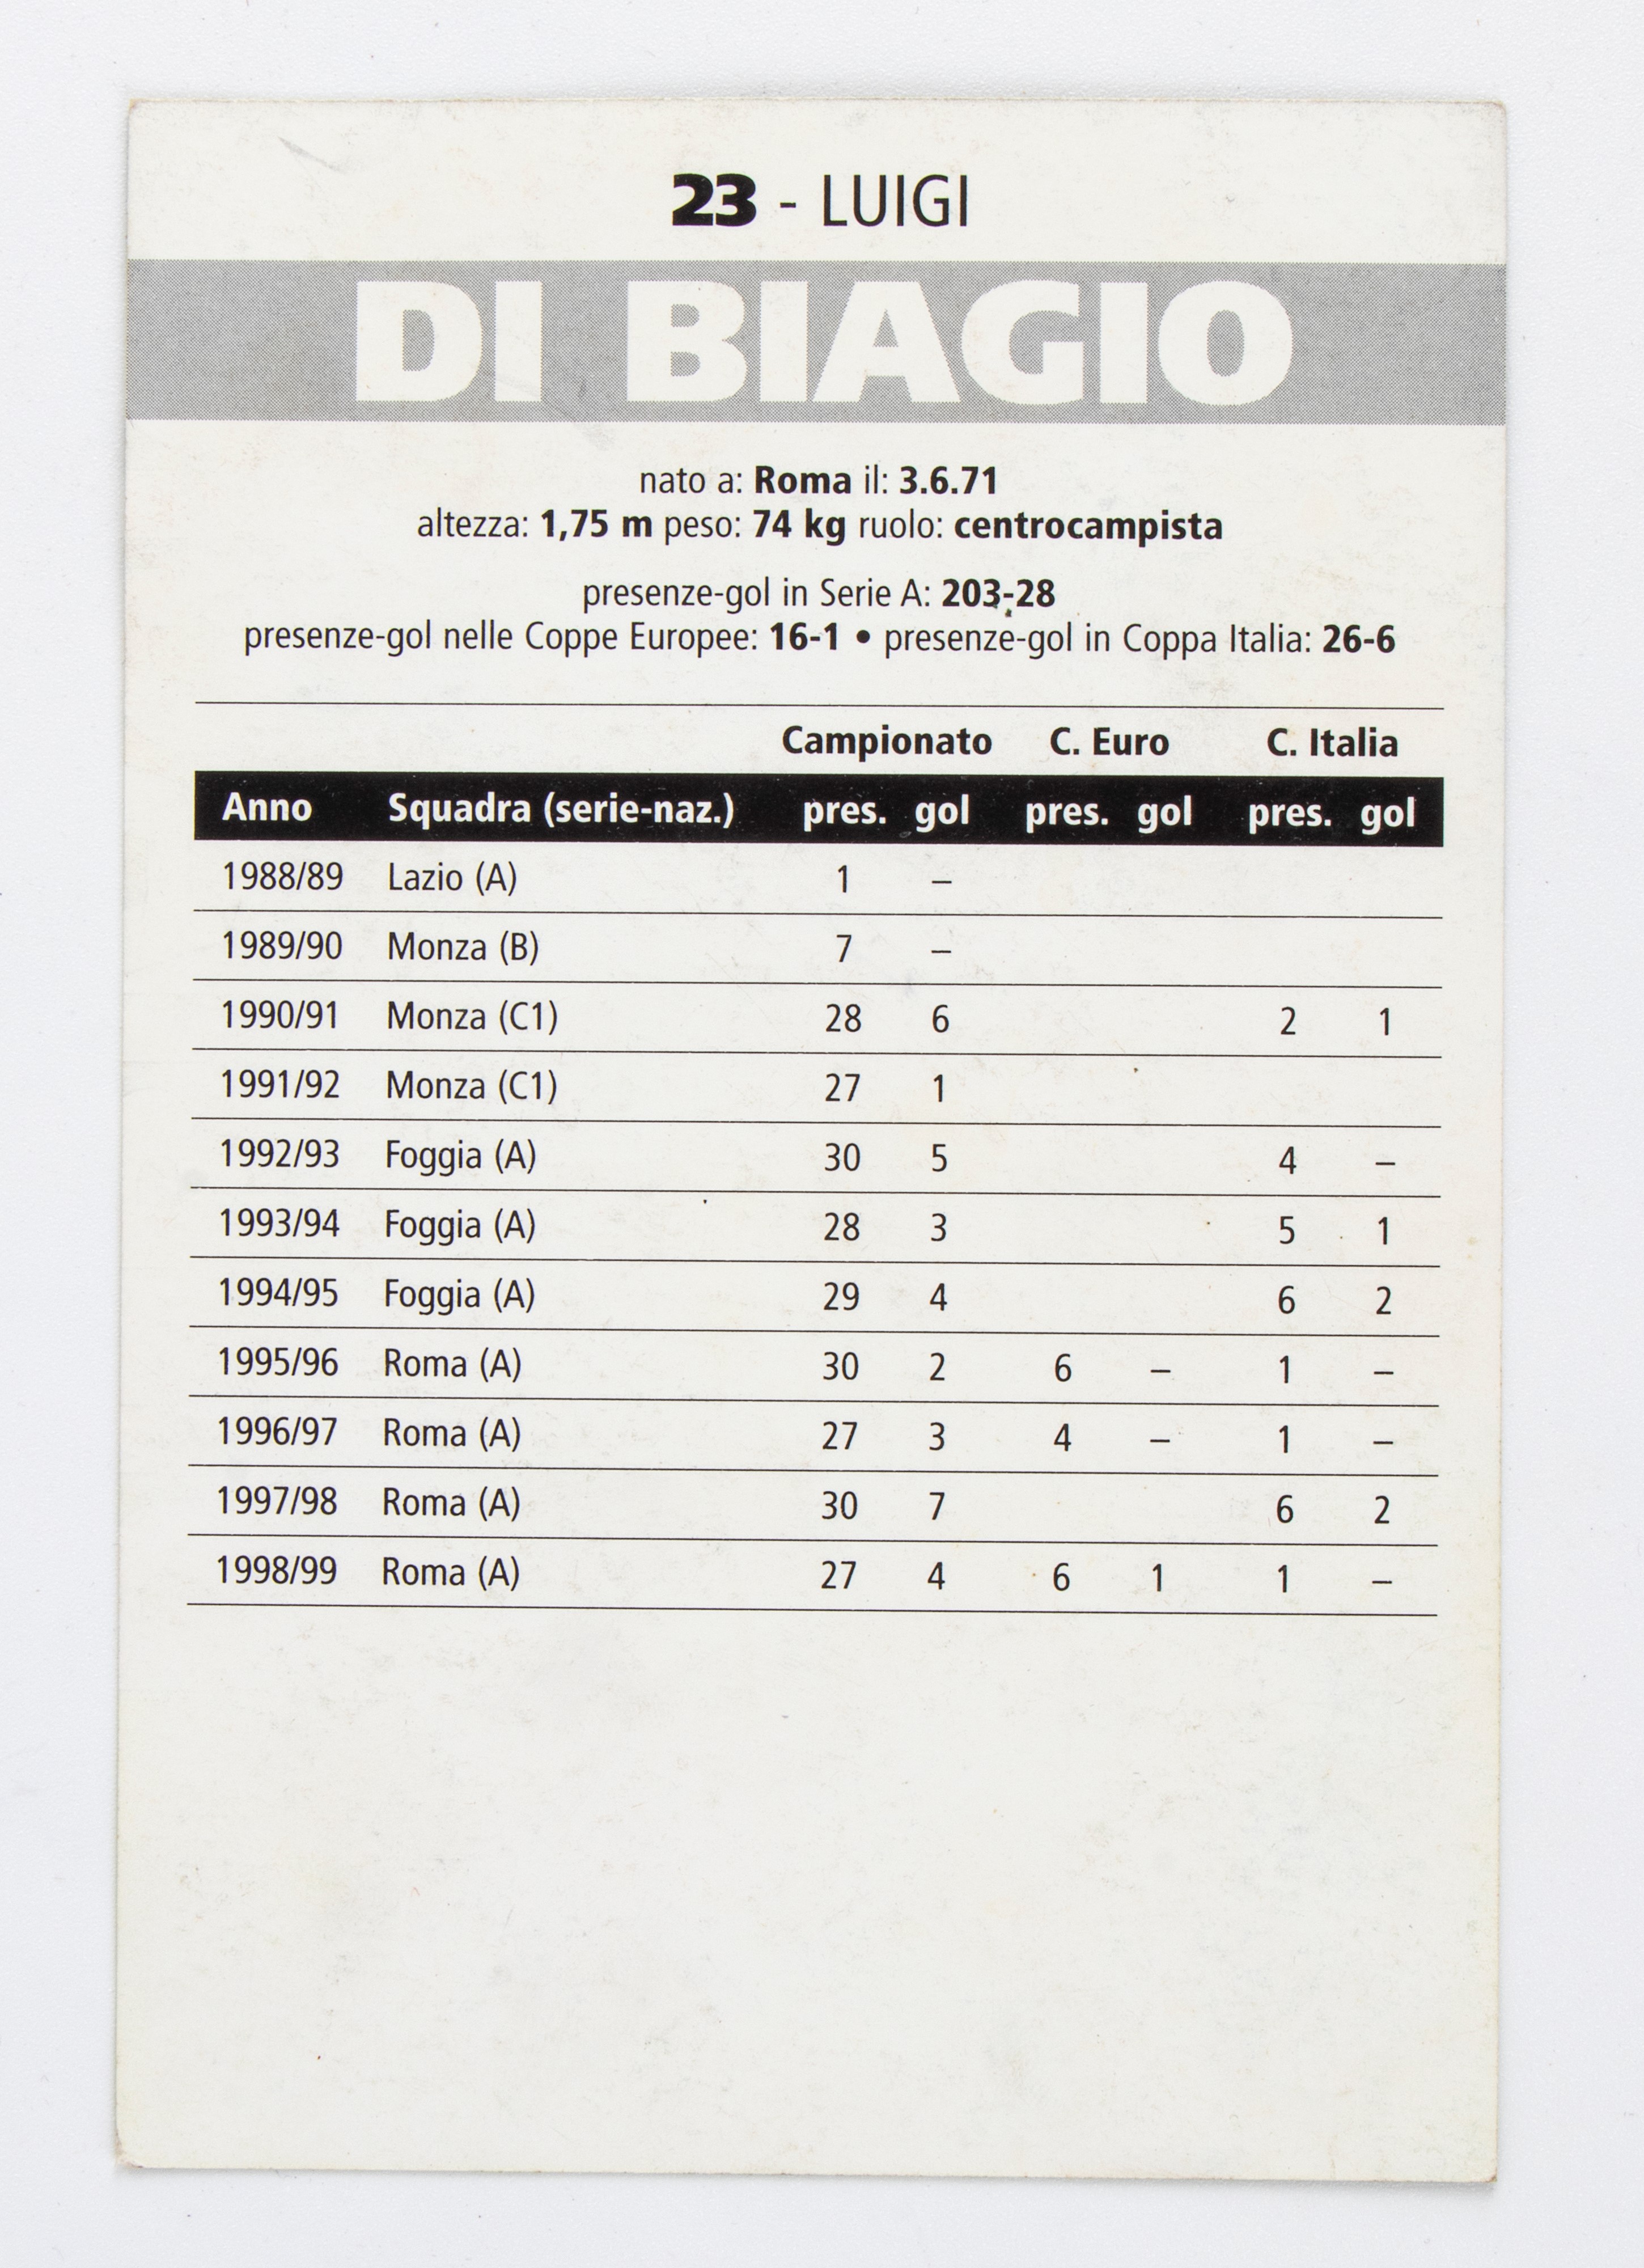 23 - LUIGI
DI BIAGIO
nato a: Roma il: 3.6.71
altezza: 1,75 m peso: 74 kg ruolo: centrocampista
presenze-gol in Serie A: 203-28
presenze-gol nelle Coppe Europee: 16-1 • presenze-gol in Coppa Italia: 26-6
Campionato C. Euro C. Italia
Anno Squadra (serie-naz.) pres. gol pres. gol pres. gol
1988/89 Lazio (A) 1 –
1989/90 Monza (B) 7 –
1990/91 Monza (C1) 28 6 2 1
1991/92 Monza (C1) 27 1
1992/93 Foggia (A) 30 5 4 –
1993/94 Foggia (A) 28 3 5 1
1994/95 Foggia (A) 29 4 6 2
1995/96 Roma (A) 30 2 6 – 1 –
1996/97 Roma (A) 27 3 4 – 1 –
1997/98 Roma (A) 30 7 6 2
1998/99 Roma (A) 27 4 6 1 1 –